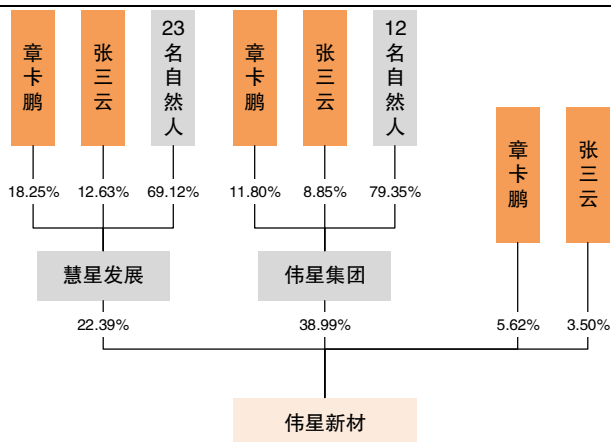 章卡鹏
张三云
23名自然人
章卡鹏
张三云
12名自然人
章卡鹏
张三云
18.25%
12.63%
69.12%
11.80%
8.85%
79.35%
慧星发展
伟星集团
22.39%
38.99%
5.62%
3.50%
伟星新材